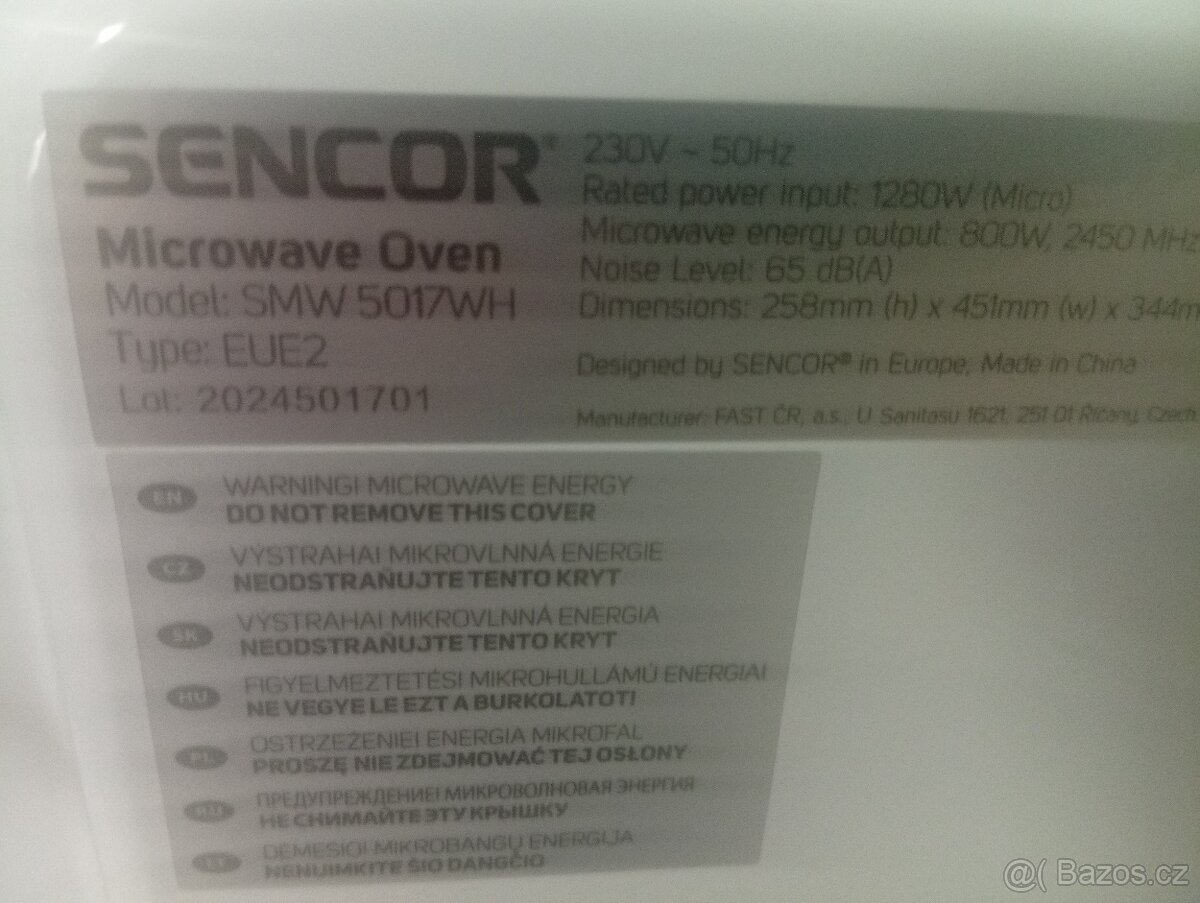 SENCOR®
Microwave Oven
Model: SMW 5017WH
Type: EUE2
Lot: 2024501701
230V ~ 50Hz
Rated power input: 1280W (Micro)
Microwave energy output: 800W, 2450 MHz
Noise Level: 65 dB(A)
Dimensions: 258mm (h) x 451mm (w) x 344m
Designed by SENCOR® in Europe, Made in China
Manufacturer: FAST ČR, a.s., U Sanitasu 1621, 251 01 Říčany, Czech
EN WARNING! MICROWAVE ENERGY
DO NOT REMOVE THIS COVER
CZ VÝSTRAHA! MIKROVLNNÁ ENERGIE
NEODSTRAŇUJTE TENTO KRYT
SK VÝSTRAHA! MIKROVLNNÁ ENERGIA
NEODSTRAŇUJTE TENTO KRYT
HU FIGYELMEZTETÉS! MIKROHULLÁMÚ ENERGIA!
NE VEGYE LE EZT A BURKOLATOT!
PL OSTRZEŻENIE! ENERGIA MIKROFAL
PROSZĘ NIE ZDEJMOWAĆ TEJ OSŁONY
RU ПРЕДУПРЕЖДЕНИЕ! МИКРОВОЛНОВАЯ ЭНЕРГИЯ
НЕ СНИМАЙТЕ ЭТУ КРЫШКУ
LT DĖMESIO! MIKROBANGŲ ENERGIJA
NENUIMKITE ŠIO DANGČIO
@( Bazos.cz